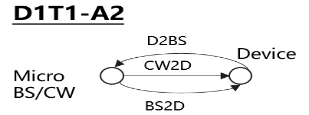 D1T1-A2
D2BS
Device
CW2D
Micro
BS/CW
BS2D